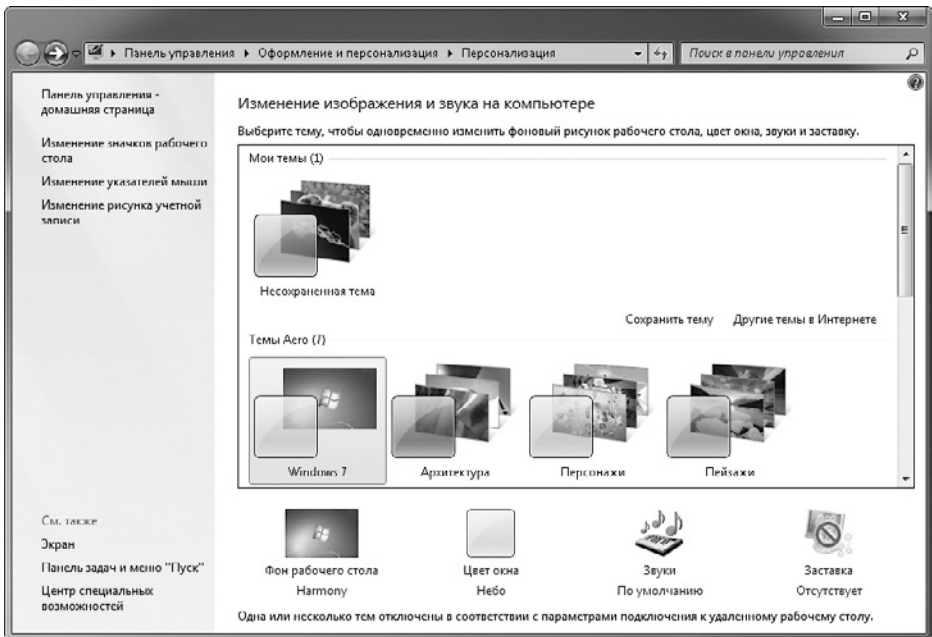 Панель управления ▸ Оформление и персонализация ▸ Персонализация
Поиск в панели управления
Панель управления -
домашняя страница
Изменение значков рабочего
стола
Изменение указателей мыши
Изменение рисунка учетной
записи
См. также
Экран
Панель задач и меню "Пуск"
Центр специальных
возможностей
Изменение изображения и звука на компьютере
Выберите тему, чтобы одновременно изменить фоновый рисунок рабочего стола, цвет окна, звуки и заставку.
Мои темы (1)
Несохраненная тема
Сохранить тему Другие темы в Интернете
Темы Aero (7)
Windows 7 Архитектура Персонажи Пейзажи
Фон рабочего стола Цвет окна Звуки Заставка
Harmony Небо По умолчанию Отсутствует
Одна или несколько тем отключены в соответствии с параметрами подключения к удаленному рабочему столу.